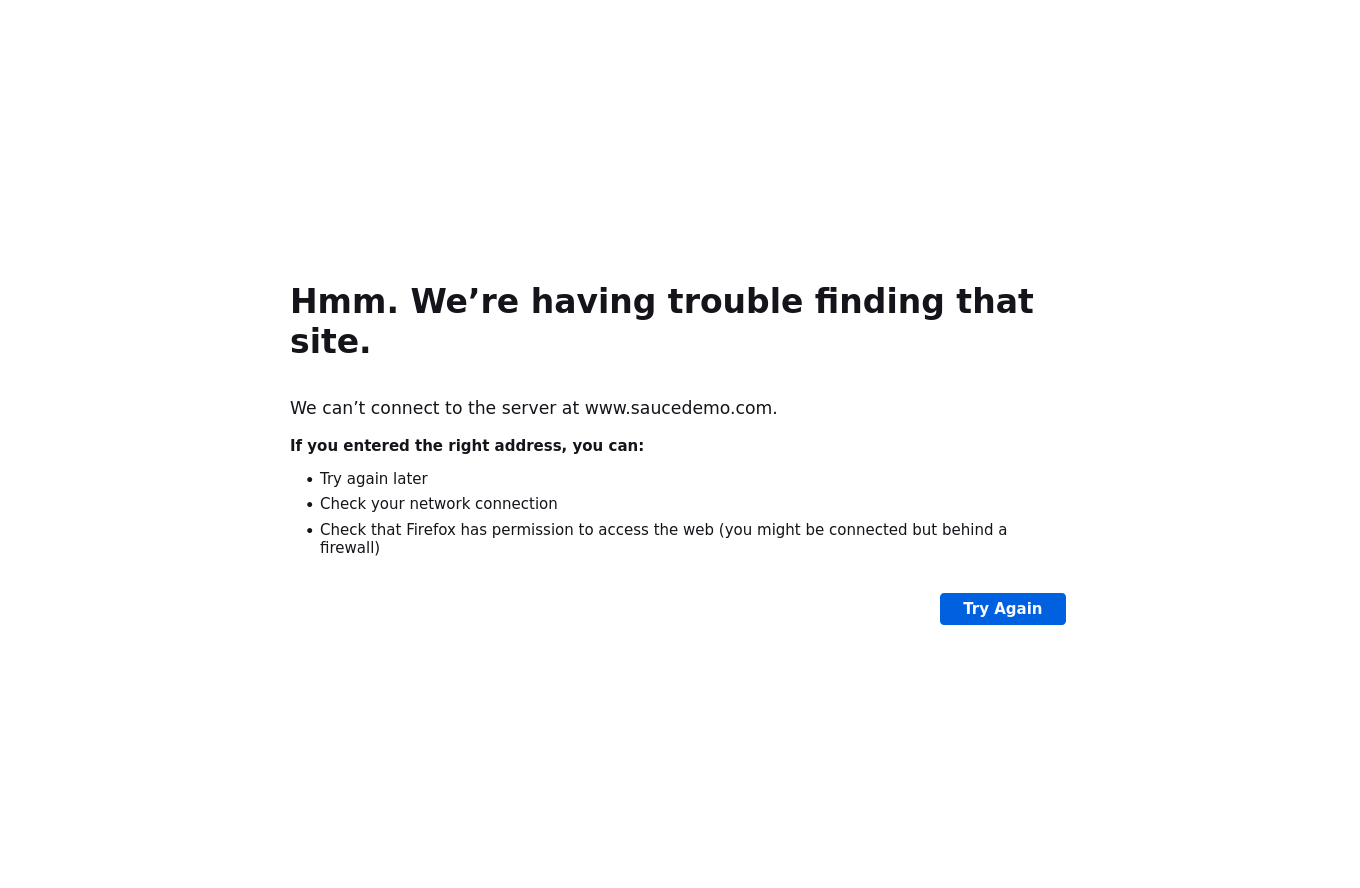 Hmm. We’re having trouble finding that
site.
We can’t connect to the server at www.saucedemo.com.
If you entered the right address, you can:
• Try again later
• Check your network connection
• Check that Firefox has permission to access the web (you might be connected but behind a
firewall)
Try Again